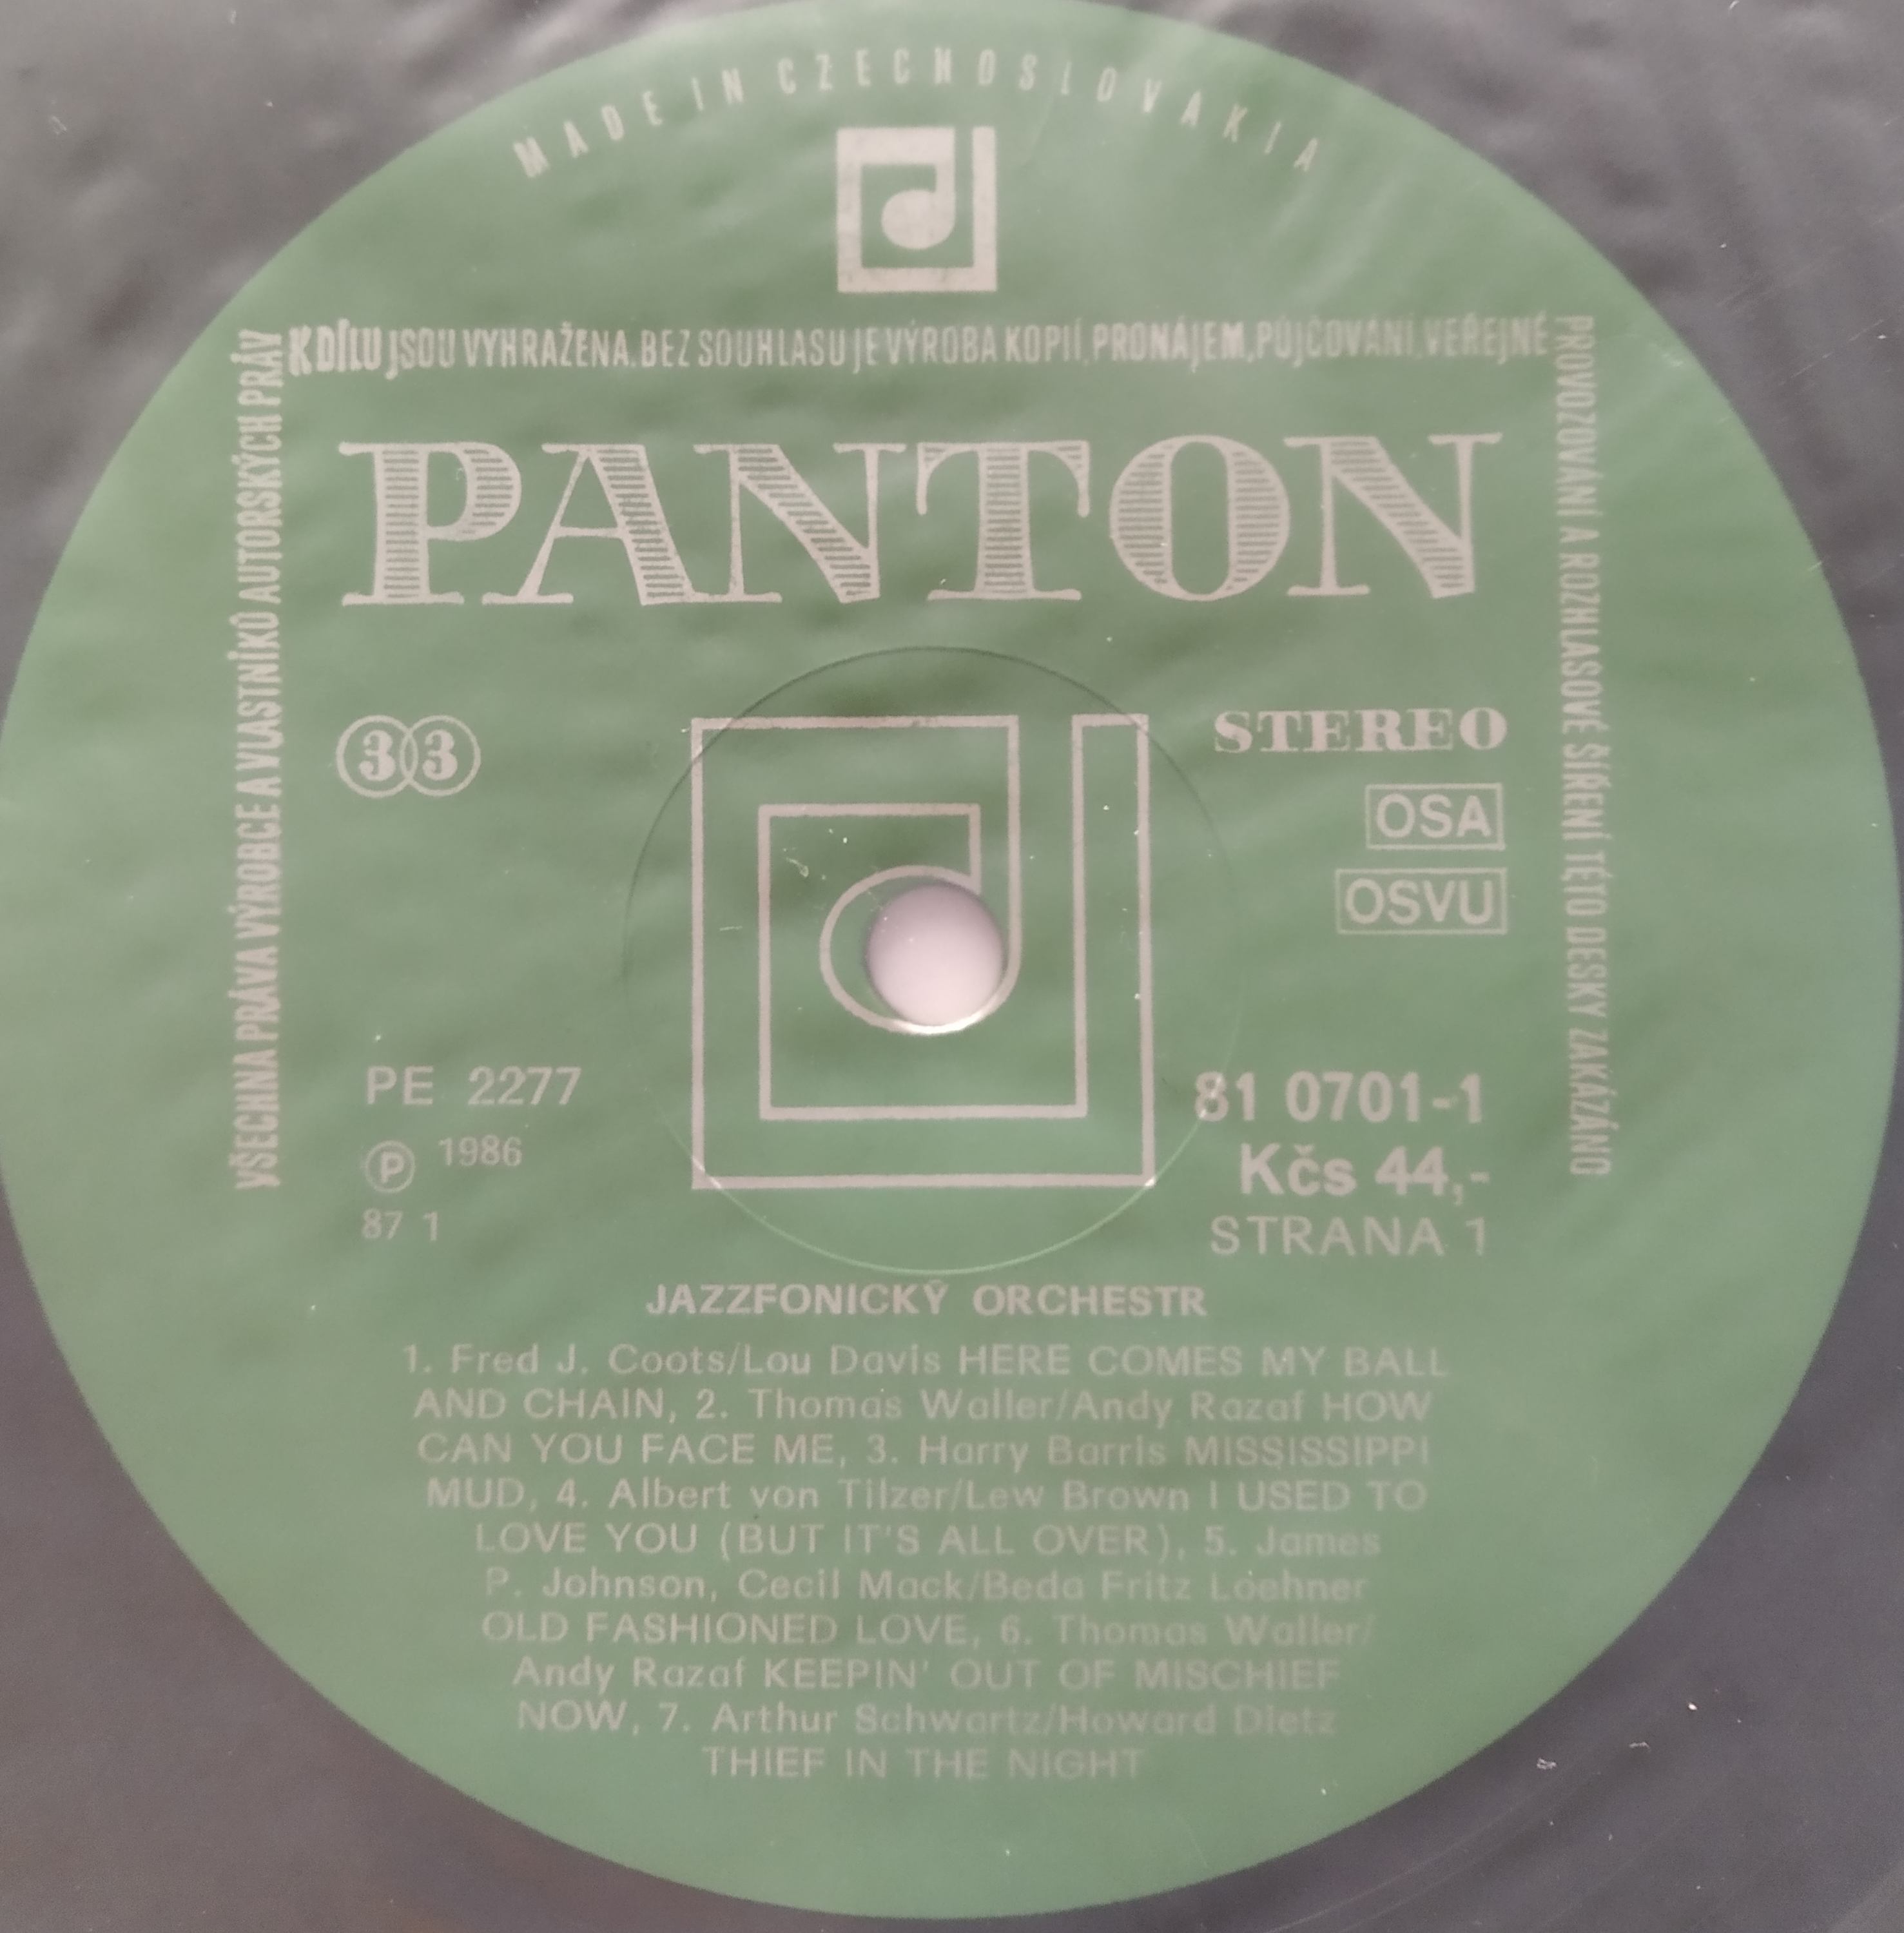 MADE IN CZECHOSLOVAKIA
VŠECHNA PRÁVA VÝROBCE A VLASTNÍKŮ AUTORSKÝCH PRÁV
K DÍLU JSOU VYHRAŽENA. BEZ SOUHLASU JE VÝROBA KOPIÍ, PRONÁJEM, PŮJČOVÁNÍ, VEŘEJNÉ
PROVOZOVÁNÍ A ROZHLASOVÉ ŠÍŘENÍ TÉTO DESKY ZAKÁZÁNO
PANTON
33
STEREO
OSA
OSVU
PE 2277
81 0701-1
Ⓟ 1986
Kčs 44,-
87 1
STRANA 1
JAZZFONICKÝ ORCHESTR
1. Fred J. Coots/Lou Davis HERE COMES MY BALL
AND CHAIN, 2. Thomas Waller/Andy Razaf HOW
CAN YOU FACE ME, 3. Harry Barris MISSISSIPPI
MUD, 4. Albert von Tilzer/Lew Brown I USED TO
LOVE YOU (BUT IT'S ALL OVER), 5. James
P. Johnson, Cecil Mack/Beda Fritz Loehner
OLD FASHIONED LOVE, 6. Thomas Waller/
Andy Razaf KEEPIN' OUT OF MISCHIEF
NOW, 7. Arthur Schwartz/Howard Dietz
THIEF IN THE NIGHT